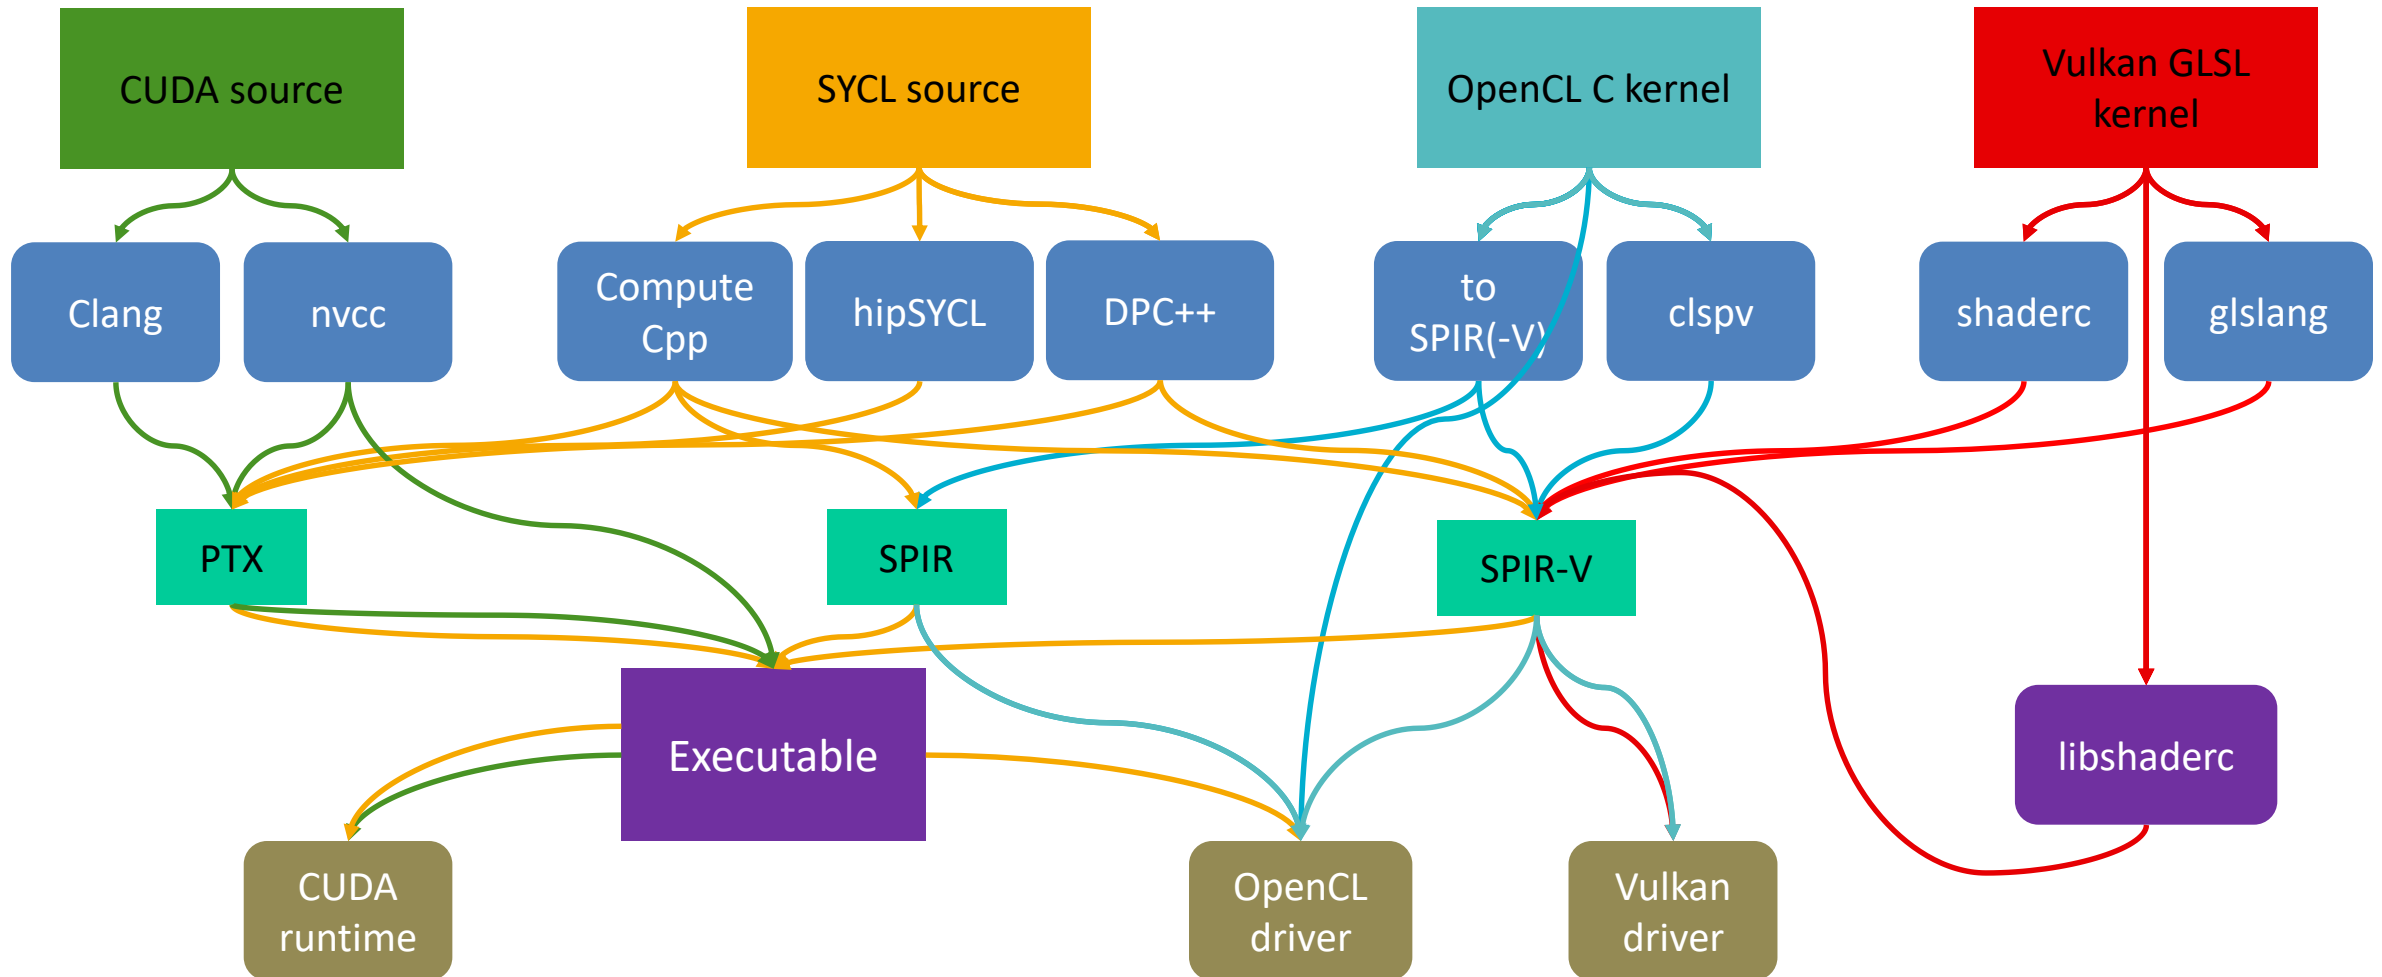 CUDA source
SYCL source
OpenCL C kernel
Vulkan GLSL
kernel
Clang
nvcc
Compute
Cpp
hipSYCL
DPC++
to
SPIR(-V)
clspv
shaderc
glslang
PTX
SPIR
SPIR-V
Executable
libshaderc
CUDA
runtime
OpenCL
driver
Vulkan
driver